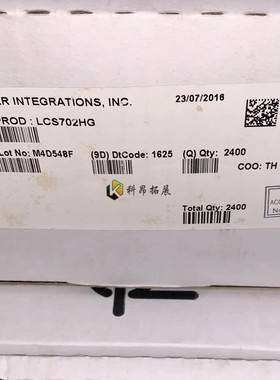 R INTEGRATIONS, INC.
23/07/2016
PROD : LCS702HG
Lot No: M4D548F (9D) DtCode: 1625 (Q) Qty: 2400
COO: TH
科昂拓展
Total Qty: 2400